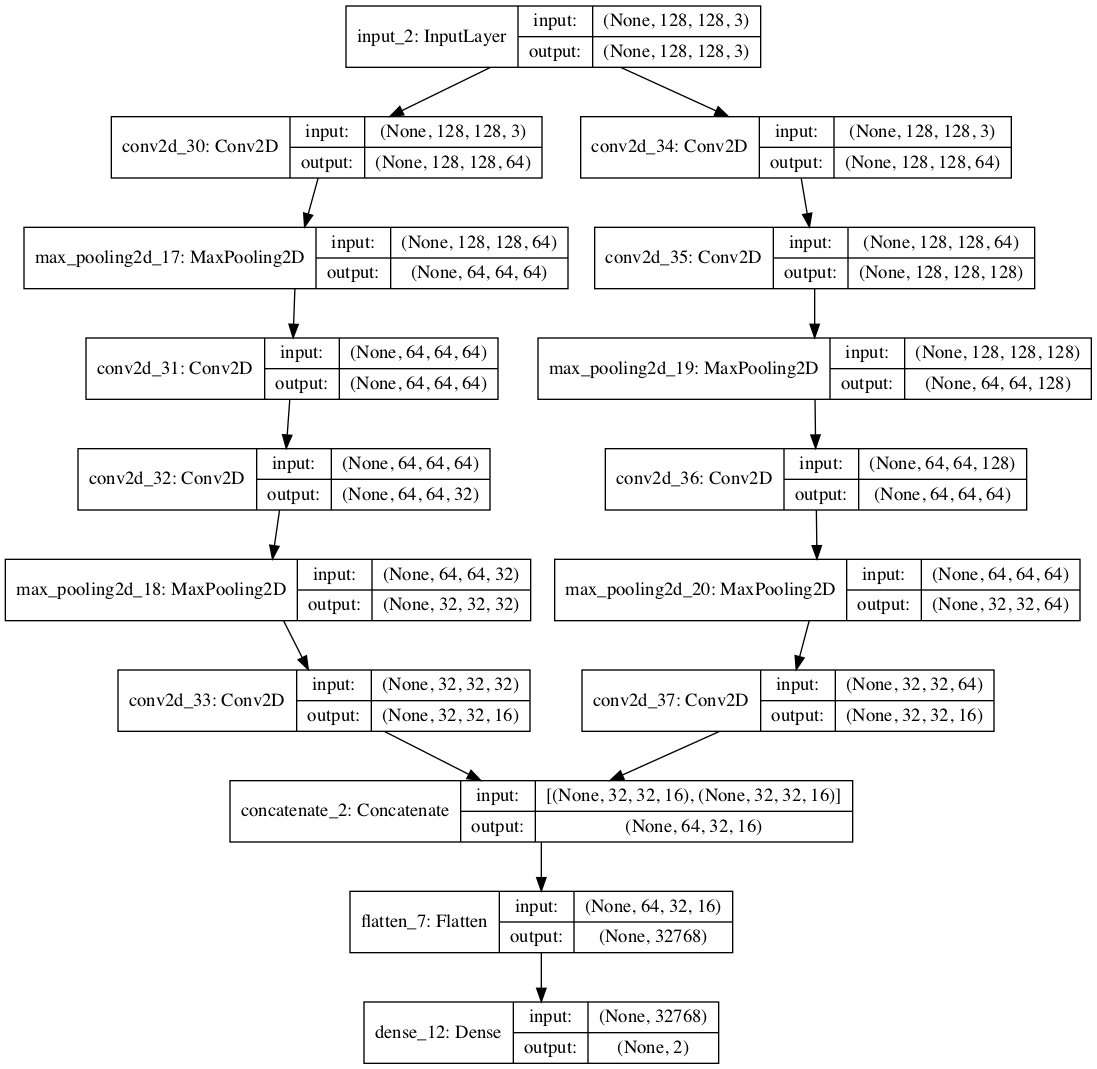 input_2: InputLayer
input: (None, 128, 128, 3)
output: (None, 128, 128, 3)
conv2d_30: Conv2D
input: (None, 128, 128, 3)
output: (None, 128, 128, 64)
conv2d_34: Conv2D
input: (None, 128, 128, 3)
output: (None, 128, 128, 64)
max_pooling2d_17: MaxPooling2D
input: (None, 128, 128, 64)
output: (None, 64, 64, 64)
conv2d_35: Conv2D
input: (None, 128, 128, 64)
output: (None, 128, 128, 128)
conv2d_31: Conv2D
input: (None, 64, 64, 64)
output: (None, 64, 64, 64)
max_pooling2d_19: MaxPooling2D
input: (None, 128, 128, 128)
output: (None, 64, 64, 128)
conv2d_32: Conv2D
input: (None, 64, 64, 64)
output: (None, 64, 64, 32)
conv2d_36: Conv2D
input: (None, 64, 64, 128)
output: (None, 64, 64, 64)
max_pooling2d_18: MaxPooling2D
input: (None, 64, 64, 32)
output: (None, 32, 32, 32)
max_pooling2d_20: MaxPooling2D
input: (None, 64, 64, 64)
output: (None, 32, 32, 64)
conv2d_33: Conv2D
input: (None, 32, 32, 32)
output: (None, 32, 32, 16)
conv2d_37: Conv2D
input: (None, 32, 32, 64)
output: (None, 32, 32, 16)
concatenate_2: Concatenate
input: [(None, 32, 32, 16), (None, 32, 32, 16)]
output: (None, 64, 32, 16)
flatten_7: Flatten
input: (None, 64, 32, 16)
output: (None, 32768)
dense_12: Dense
input: (None, 32768)
output: (None, 2)